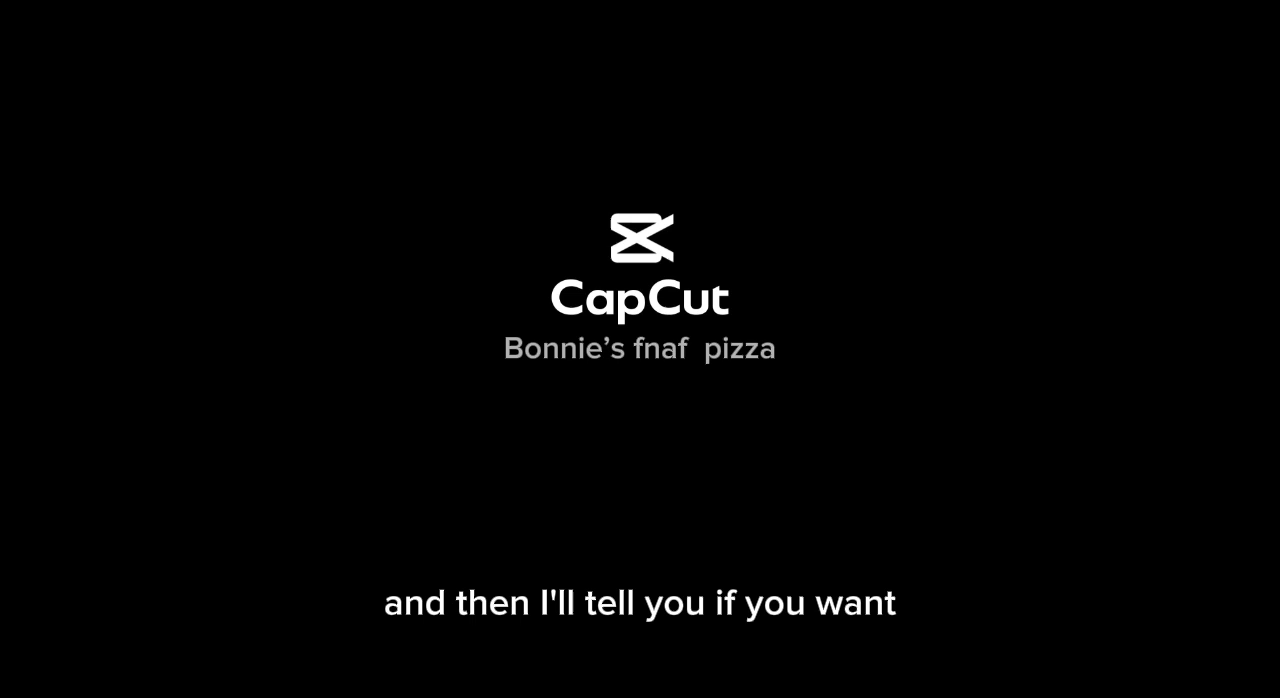 CapCut
Bonnie’s fnaf  pizza
and then I'll tell you if you want